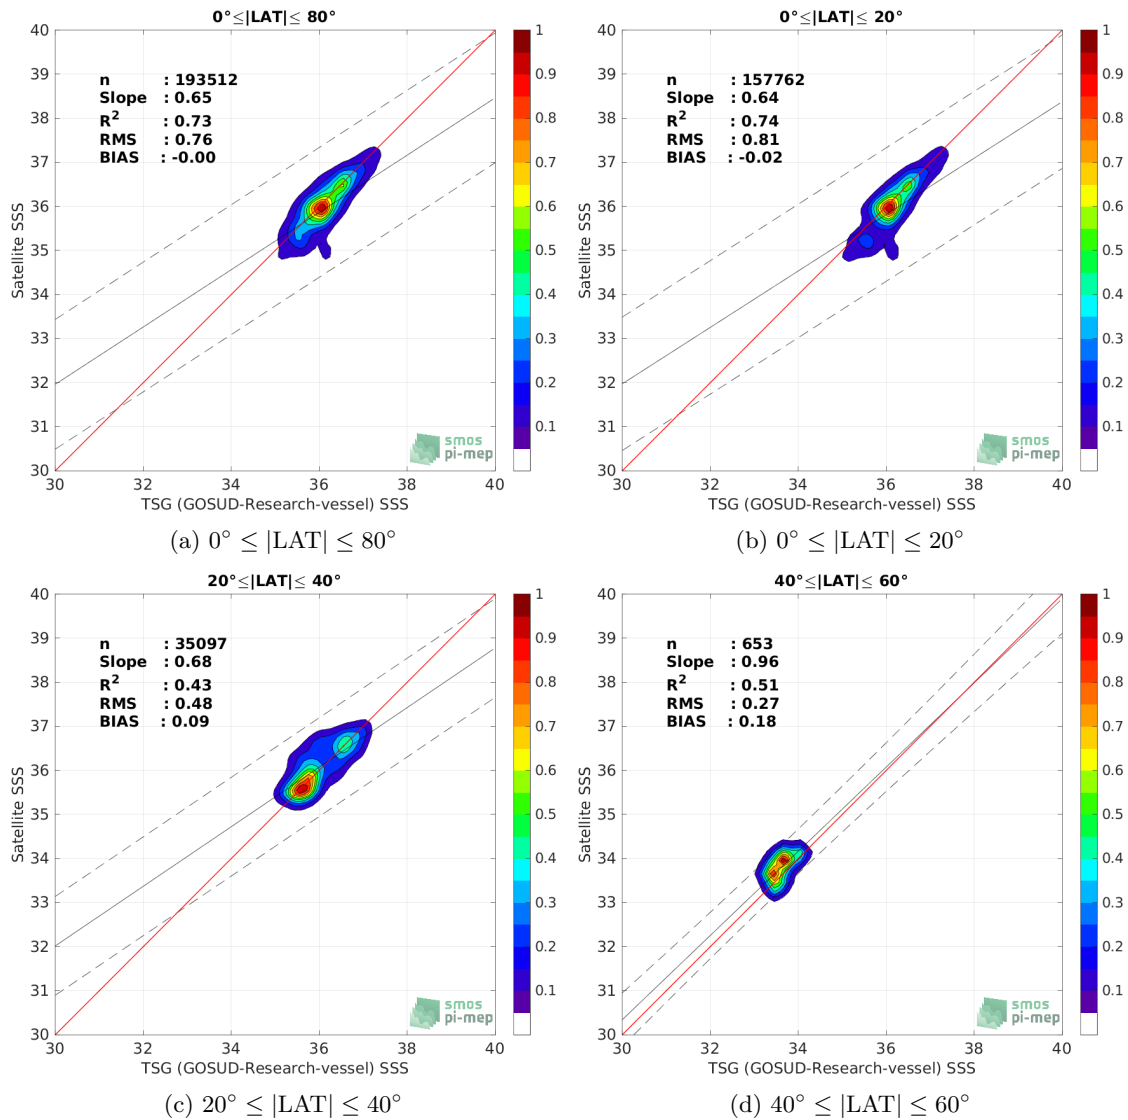 0°≤|LAT|≤ 80°
40
39
38
37
36
35
34
33
32
31
30
Satellite SSS
n : 193512
Slope : 0.65
R² : 0.73
RMS : 0.76
BIAS : -0.00
smos
pi-mep
30 32 34 36 38 40
TSG (GOSUD-Research-vessel) SSS
1
0.9
0.8
0.7
0.6
0.5
0.4
0.3
0.2
0.1
(a) 0° ≤ |LAT| ≤ 80°
0°≤|LAT|≤ 20°
40
39
38
37
36
35
34
33
32
31
30
Satellite SSS
n : 157762
Slope : 0.64
R² : 0.74
RMS : 0.81
BIAS : -0.02
smos
pi-mep
30 32 34 36 38 40
TSG (GOSUD-Research-vessel) SSS
1
0.9
0.8
0.7
0.6
0.5
0.4
0.3
0.2
0.1
(b) 0° ≤ |LAT| ≤ 20°
20°≤|LAT|≤ 40°
40
39
38
37
36
35
34
33
32
31
30
Satellite SSS
n : 35097
Slope : 0.68
R² : 0.43
RMS : 0.48
BIAS : 0.09
smos
pi-mep
30 32 34 36 38 40
TSG (GOSUD-Research-vessel) SSS
1
0.9
0.8
0.7
0.6
0.5
0.4
0.3
0.2
0.1
(c) 20° ≤ |LAT| ≤ 40°
40°≤|LAT|≤ 60°
40
39
38
37
36
35
34
33
32
31
30
Satellite SSS
n : 653
Slope : 0.96
R² : 0.51
RMS : 0.27
BIAS : 0.18
smos
pi-mep
30 32 34 36 38 40
TSG (GOSUD-Research-vessel) SSS
1
0.9
0.8
0.7
0.6
0.5
0.4
0.3
0.2
0.1
(d) 40° ≤ |LAT| ≤ 60°